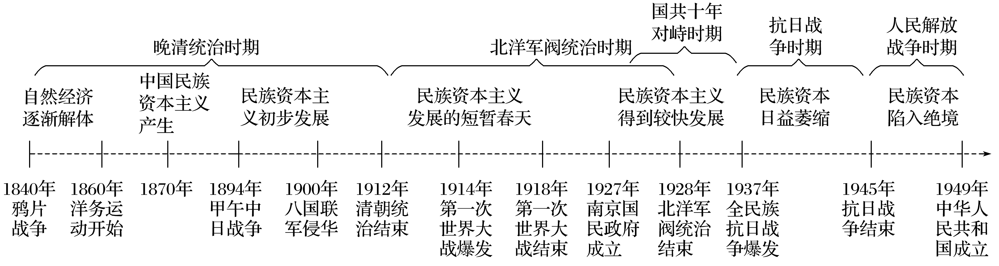 国共十年
对峙时期
抗日战
争时期
人民解放
战争时期
晚清统治时期
北洋军阀统治时期
自然经济
逐渐解体
中国民族
资本主义
产生
民族资本主
义初步发展
民族资本主义
发展的短暂春天
民族资本主义
得到较快发展
民族资本
日益萎缩
民族资本
陷入绝境
1840年
鸦片
战争
1860年
洋务运
动开始
1870年
1894年
甲午中
日战争
1900年
八国联
军侵华
1912年
清朝统
治结束
1914年
第一次
世界大
战爆发
1918年
第一次
世界大
战结束
1927年
南京国
民政府
成立
1928年
北洋军
阀统治
结束
1937年
全民族
抗日战
争爆发
1945年
抗日战
争结束
1949年
中华人
民共和
国成立